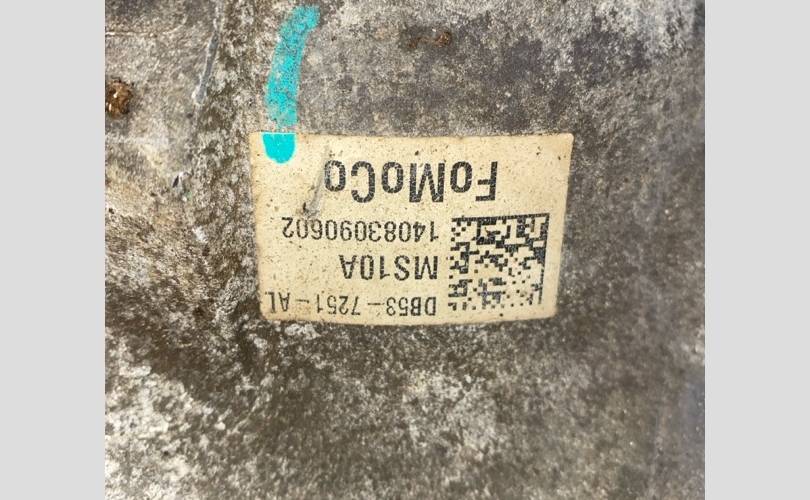 DB53-7251-AL
MS10A
14083090602
FoMoCo